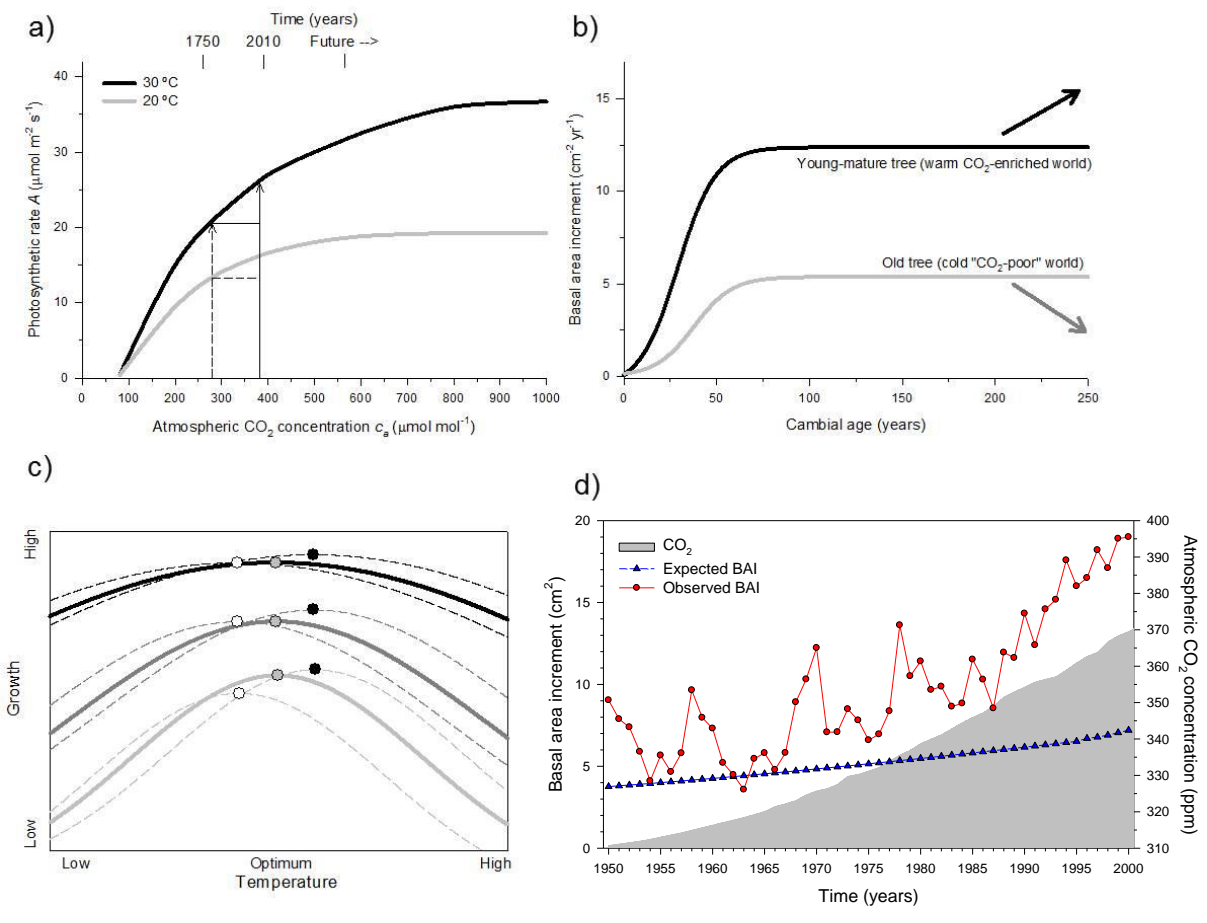 a)
Time (years)
1750 2010 Future -->
40
30
20
10
0
30 ºC
20 ºC
Photosynthetic rate A (μmol m⁻² s⁻¹)
0 100 200 300 400 500 600 700 800 900 1000
Atmospheric CO₂ concentration cₐ (μmol mol⁻¹)
b)
15
10
5
0
Basal area increment (cm⁻² yr⁻¹)
Young-mature tree (warm CO₂-enriched world)
Old tree (cold "CO₂-poor" world)
0 50 100 150 200 250
Cambial age (years)
c)
High
Growth
Low
Low Optimum High
Temperature
d)
20
15
10
5
0
Basal area increment (cm²)
CO₂
Expected BAI
Observed BAI
400
390
380
370
360
350
340
330
320
310
Atmospheric CO₂ concentration (ppm)
1950 1955 1960 1965 1970 1975 1980 1985 1990 1995 2000
Time (years)